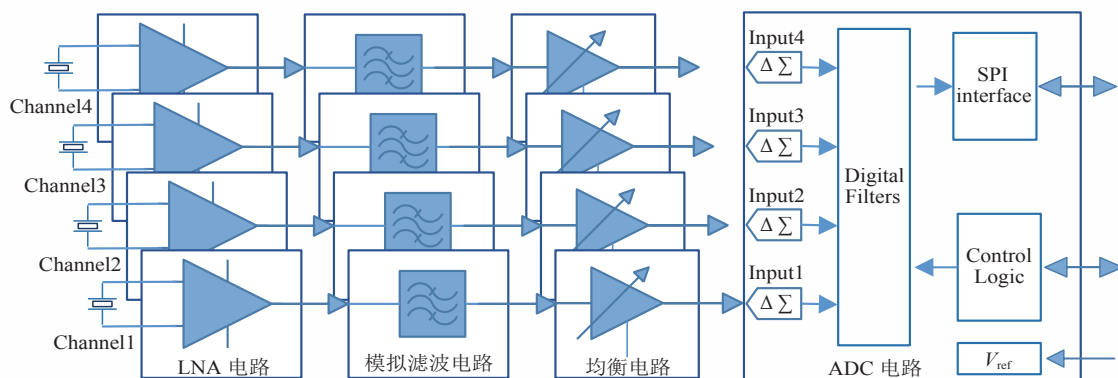 Channel4
Channel3
Channel2
Channel1
LNA 电路
模拟滤波电路
均衡电路
Input4
Δ Σ
Input3
Δ Σ
Input2
Δ Σ
Input1
Δ Σ
Digital
Filters
SPI
interface
Control
Logic
Vref
ADC 电路